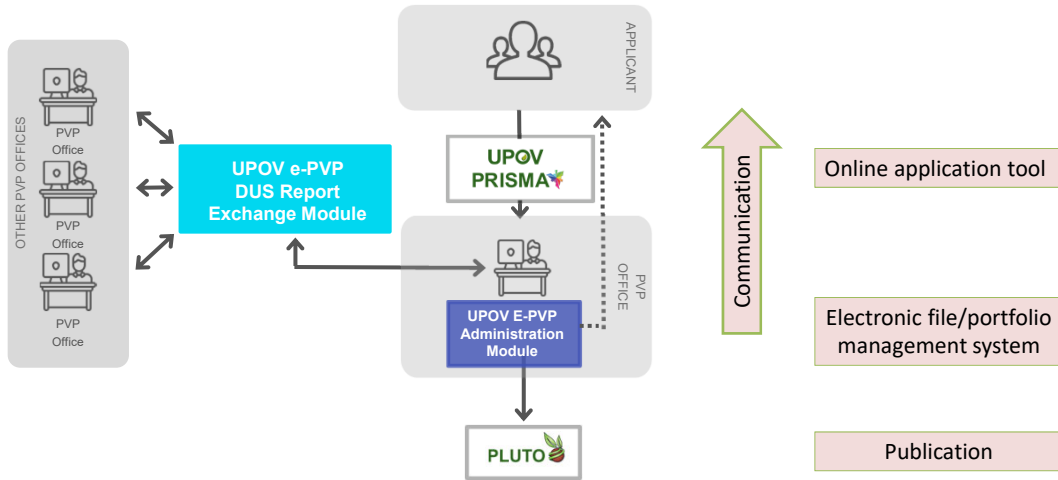 OTHER PVP OFFICES
PVP
Office
PVP
Office
PVP
Office
UPOV e-PVP
DUS Report
Exchange Module
APPLICANT
UPOV
PRISMA
PVP
OFFICE
UPOV E-PVP
Administration
Module
PLUTO
Communication
Online application tool
Electronic file/portfolio
management system
Publication